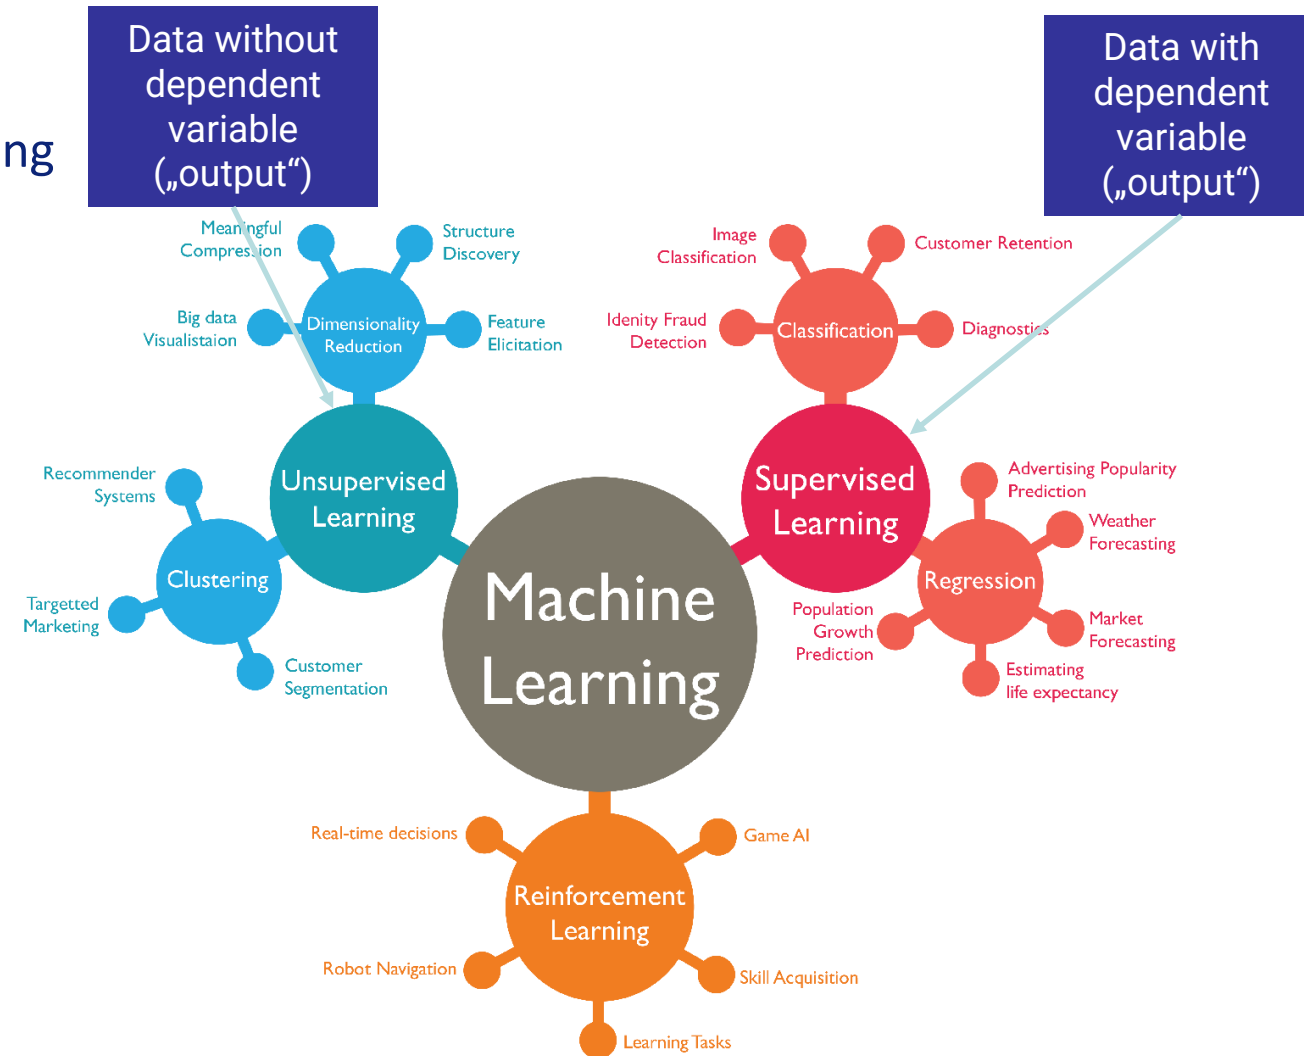 Data without
dependent
variable
(„output“)
Data with
dependent
variable
(„output“)
ng
Meaningful
Compression
Structure
Discovery
Big data
Visualistaion
Dimensionality
Reduction
Feature
Elicitation
Image
Classification
Customer Retention
Idenity Fraud
Detection
Classification
Diagnostics
Recommender
Systems
Unsupervised
Learning
Supervised
Learning
Advertising Popularity
Prediction
Weather
Forecasting
Clustering
Regression
Targetted
Marketing
Machine
Learning
Population
Growth
Prediction
Market
Forecasting
Customer
Segmentation
Estimating
life expectancy
Real-time decisions
Game AI
Reinforcement
Learning
Robot Navigation
Skill Acquisition
Learning Tasks